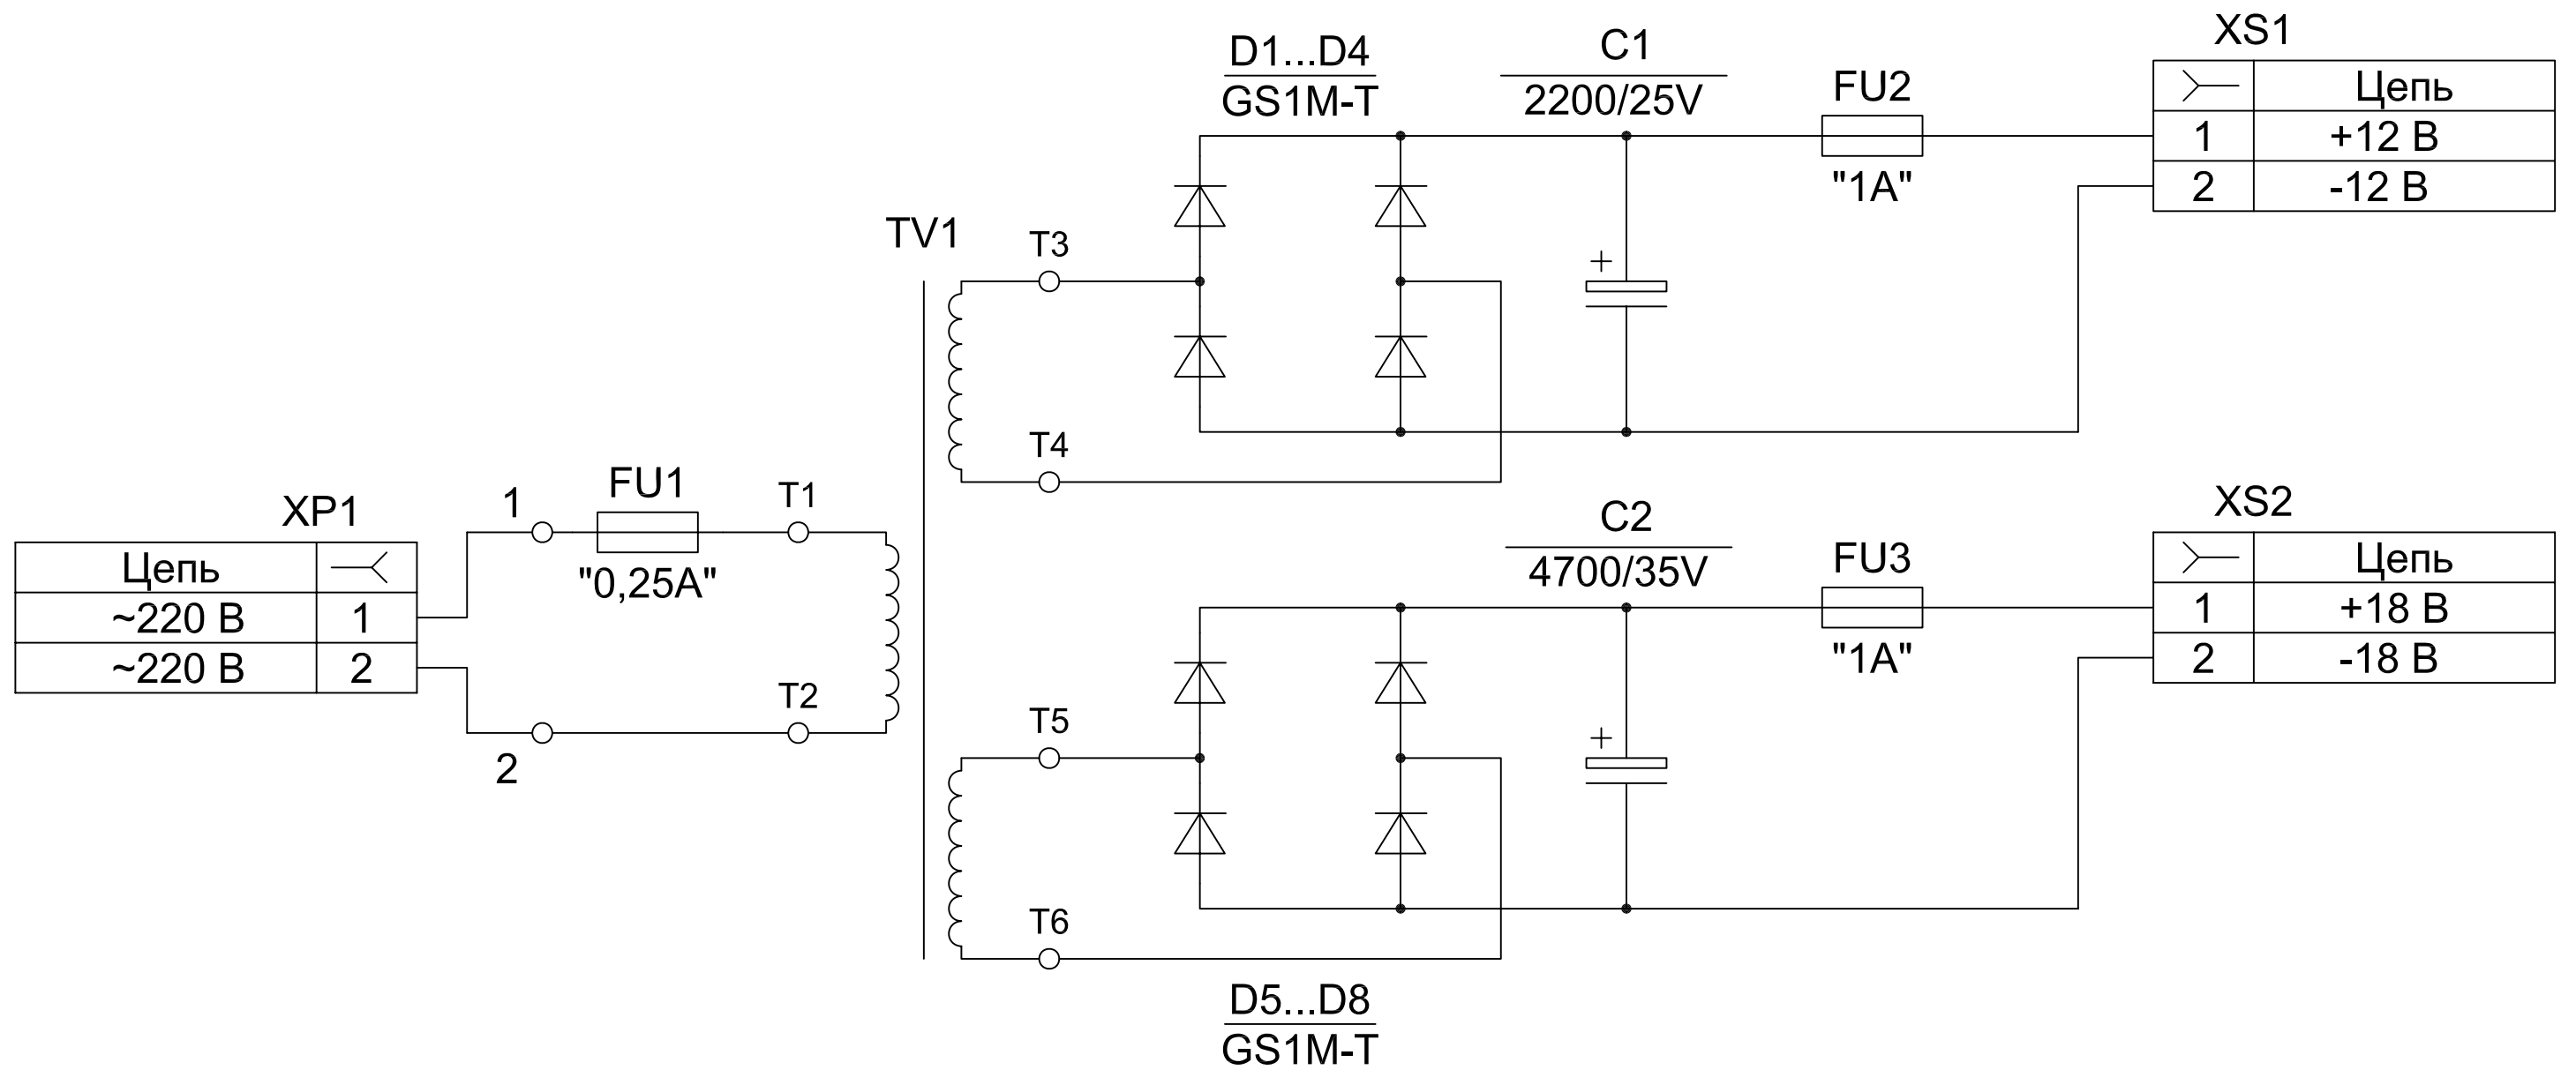 D1...D4
GS1M-T
C1
2200/25V
FU2
"1A"
XS1
Цепь
1 +12 В
2 -12 В
TV1
T3
T4
XP1
Цепь
~220 В 1
~220 В 2
1
FU1
"0,25A"
T1
T2
2
C2
4700/35V
FU3
"1A"
XS2
Цепь
1 +18 В
2 -18 В
T5
T6
D5...D8
GS1M-T